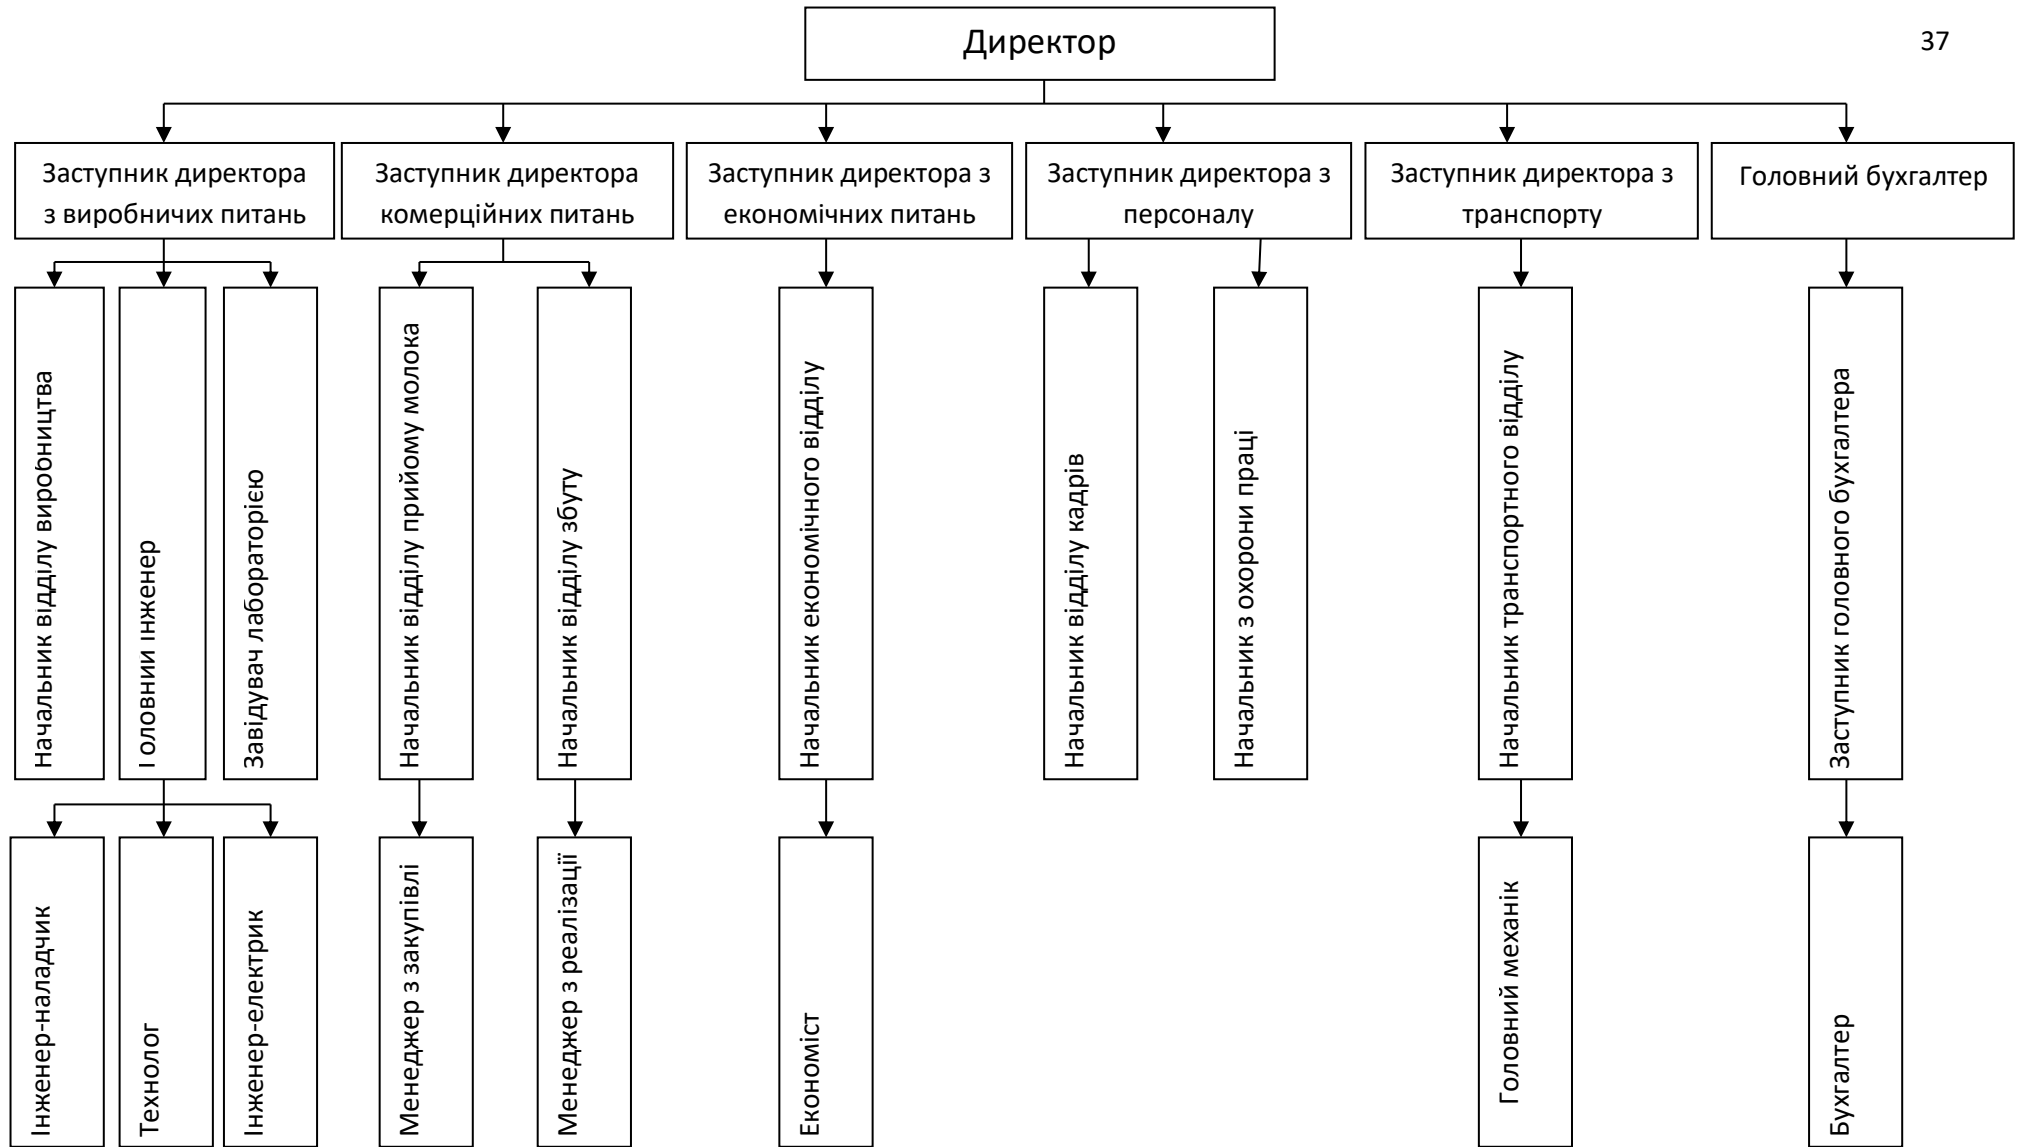 37
Директор
Заступник директора
з виробничих питань
Заступник директора
комерційних питань
Заступник директора з
економічних питань
Заступник директора з
персоналу
Заступник директора з
транспорту
Головний бухгалтер
Начальник відділу виробництва
Головний інженер
Завідувач лабораторією
Начальник відділу прийому молока
Начальник відділу збуту
Начальник економічного відділу
Начальник відділу кадрів
Начальник з охорони праці
Начальник транспортного відділу
Заступник головного бухгалтера
Інженер-наладчик
Технолог
Інженер-електрик
Менеджер з закупівлі
Менеджер з реалізації
Економіст
Головний механік
Бухгалтер